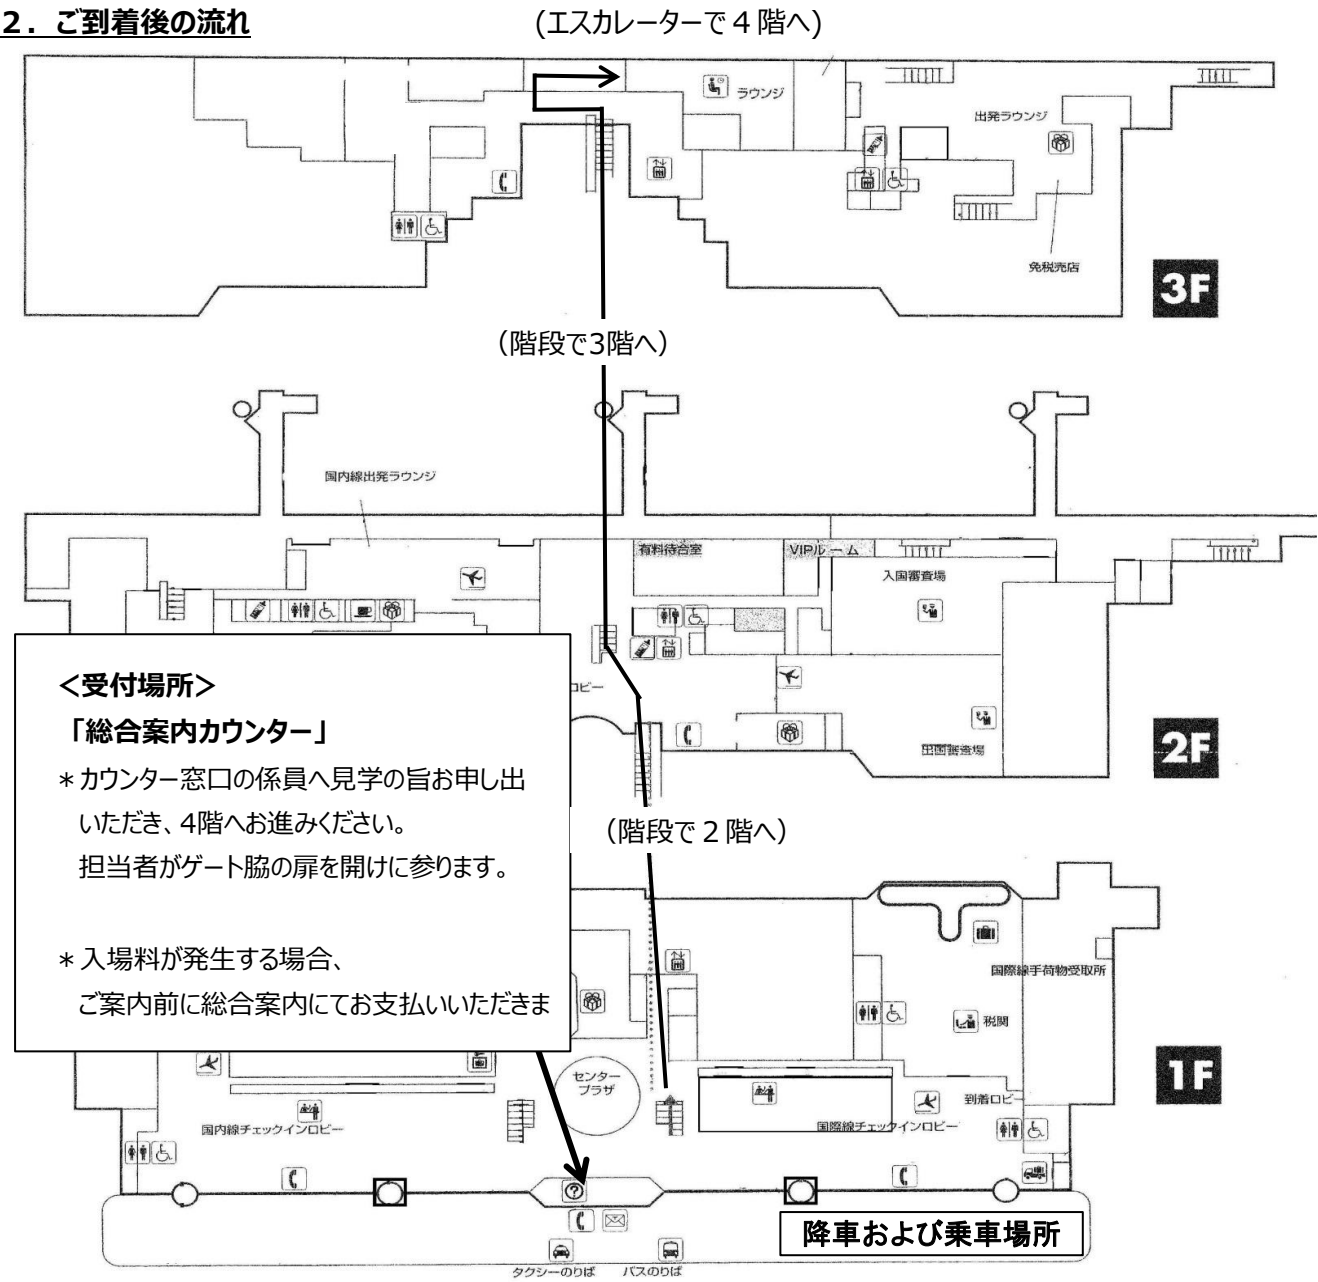 ２．ご到着後の流れ
(エスカレーターで４階へ)
ラウンジ
出発ラウンジ
免税売店
3F
（階段で3階へ）
国内線出発ラウンジ
有料待合室
VIPルーム
入国審査場
＜受付場所＞
「総合案内カウンター」
＊カウンター窓口の係員へ見学の旨お申し出
いただき、4階へお進みください。
担当者がゲート脇の扉を開けに参ります。
＊入場料が発生する場合、
ご案内前に総合案内にてお支払いいただきま
ロビー
出国審査場
2F
（階段で２階へ）
国際線手荷物受取所
税関
センター
プラザ
1F
到着ロビー
国内線チェックインロビー
国際線チェックインロビー
降車および乗車場所
タクシーのりば
バスのりば